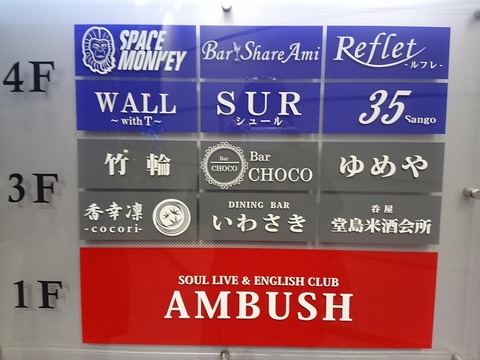 4F
SPACE
MONKEY
Bar Share Ami
Reflet
-ルフレ-
WALL
~with T~
SUR
シュール
35
Sango
3F
竹輪
Bar
CHOCO
Bar
CHOCO
ゆめや
香幸凛
-cocori-
DINING BAR
いわさき
呑屋
堂島米酒会所
1F
SOUL LIVE & ENGLISH CLUB
AMBUSH